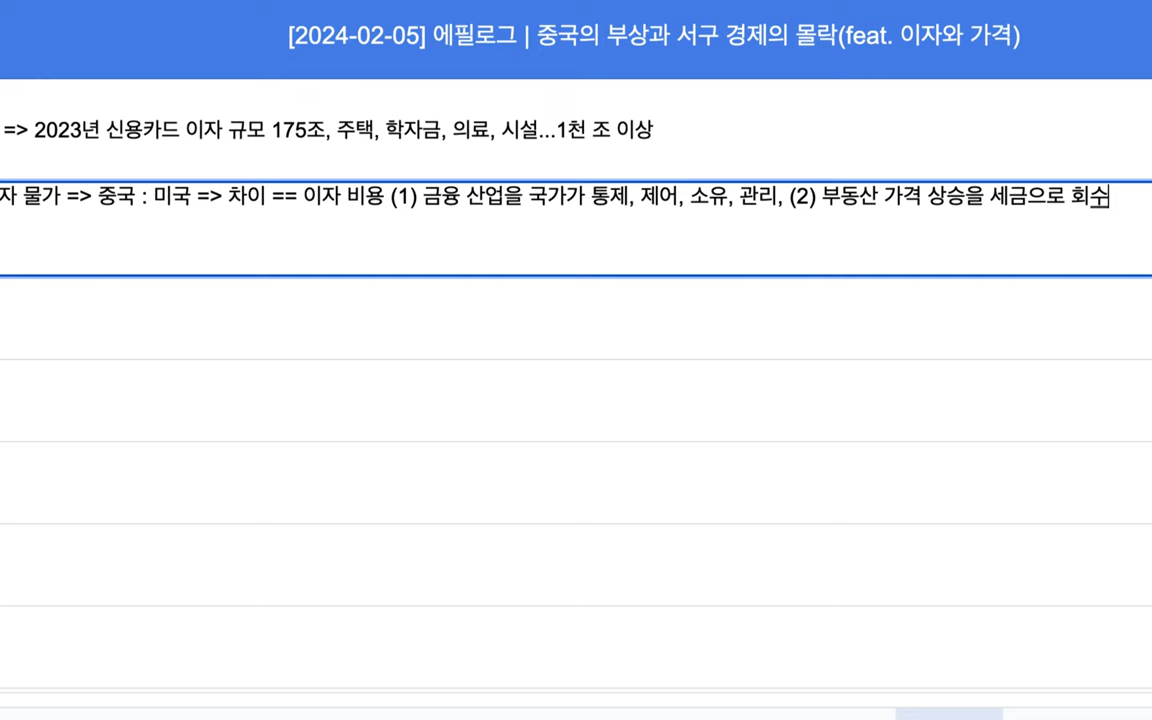 [2024-02-05] 에필로그 | 중국의 부상과 서구 경제의 몰락(feat. 이자와 가격)
=> 2023년 신용카드 이자 규모 175조, 주택, 학자금, 의료, 시설...1천 조 이상
자 물가 => 중국 : 미국 => 차이 == 이자 비용 (1) 금융 산업을 국가가 통제, 제어, 소유, 관리, (2) 부동산 가격 상승을 세금으로 회수